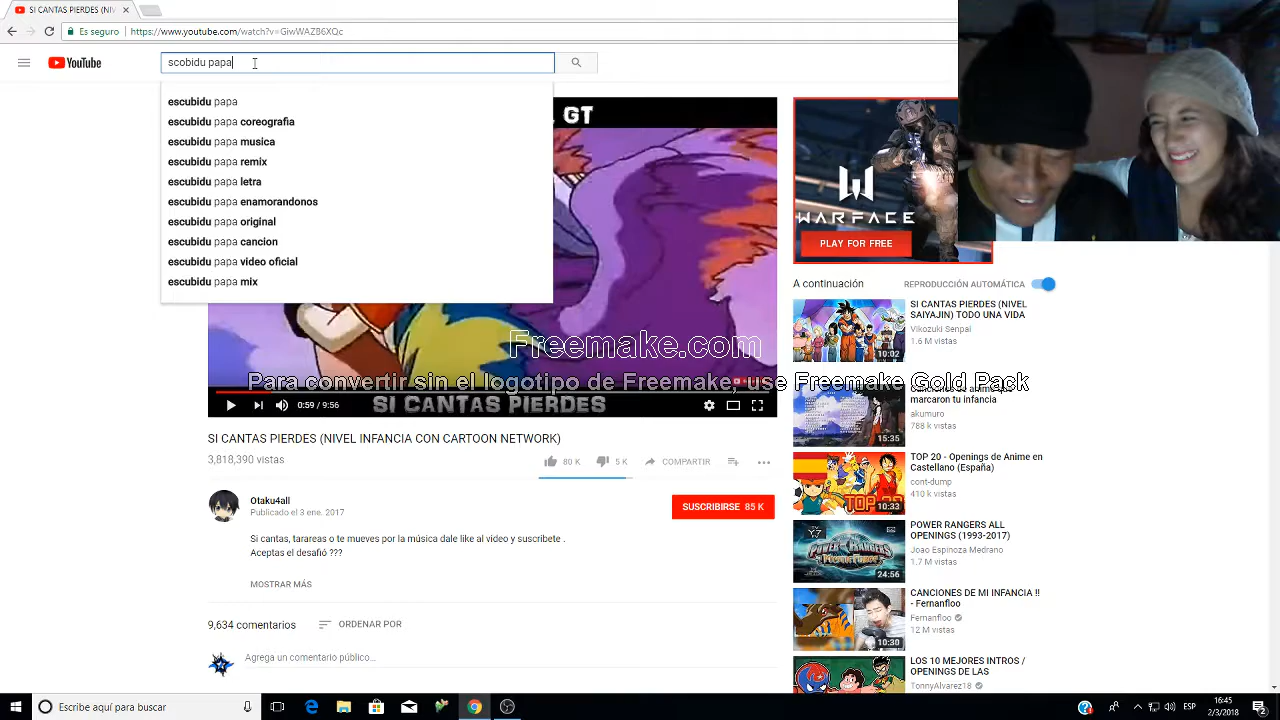 SI CANTAS PIERDES (NIV
Es seguro
https://www.youtube.com/watch?v=GiwWAZB6XQc
YouTube
scobidu papa
escubidu papa
escubidu papa coreografia
escubidu papa musica
escubidu papa remix
escubidu papa letra
escubidu papa enamorandonos
escubidu papa original
escubidu papa cancion
escubidu papa video oficial
escubidu papa mix
GT
Freemake.com
Para convertir sin el logotipo de Freemake, use Freemake Gold Pack
0:59 / 9:56
SI CANTAS PIERDES
SI CANTAS PIERDES (NIVEL INFANCIA CON CARTOON NETWORK)
3,818,390 vistas
80 K
5 K
COMPARTIR
Otaku4all
Publicado el 3 ene. 2017
SUSCRIBIRSE 85 K
Si cantas, tarareas o te mueves por la música dale like al video y suscribete .
Aceptas el desafió ???
MOSTRAR MÁS
9,634 comentarios
ORDENAR POR
Agrega un comentario público...
WARFACE
PLAY FOR FREE
A continuación
REPRODUCCIÓN AUTOMÁTICA
SI CANTAS PIERDES (NIVEL
SAIYAJIN) TODO UNA VIDA
Vikozuki Senpai
1.6 M vistas
10:02
marcaron tu infancia
akumuro
788 k vistas
15:35
TOP 20 - Openings de Anime en
Castellano (España)
cont-dump
410 k vistas
TOP 20
10:33
POWER RANGERS ALL
OPENINGS (1993-2017)
Joao Espinoza Medrano
1.7 M vistas
POWER RANGERS
24:56
CANCIONES DE MI INFANCIA !!
- Fernanfloo
Fernanfloo
12 M vistas
10:30
LOS 10 MEJORES INTROS /
OPENINGS DE LAS
TonnyAlvarez18
Escribe aquí para buscar
ESP
16:45
2/3/2018
2